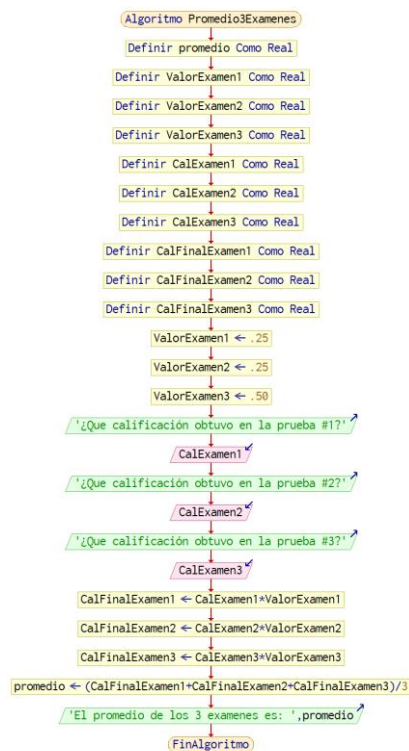 Algoritmo Promedio3Examenes
Definir promedio Como Real
Definir ValorExamen1 Como Real
Definir ValorExamen2 Como Real
Definir ValorExamen3 Como Real
Definir CalExamen1 Como Real
Definir CalExamen2 Como Real
Definir CalExamen3 Como Real
Definir CalFinalExamen1 Como Real
Definir CalFinalExamen2 Como Real
Definir CalFinalExamen3 Como Real
ValorExamen1 ← .25
ValorExamen2 ← .25
ValorExamen3 ← .50
'¿Que calificación obtuvo en la prueba #1?'
CalExamen1
'¿Que calificación obtuvo en la prueba #2?'
CalExamen2
'¿Que calificación obtuvo en la prueba #3?'
CalExamen3
CalFinalExamen1 ← CalExamen1*ValorExamen1
CalFinalExamen2 ← CalExamen2*ValorExamen2
CalFinalExamen3 ← CalExamen3*ValorExamen3
promedio ← (CalFinalExamen1+CalFinalExamen2+CalFinalExamen3)/3
'El promedio de los 3 examenes es: ',promedio
FinAlgoritmo